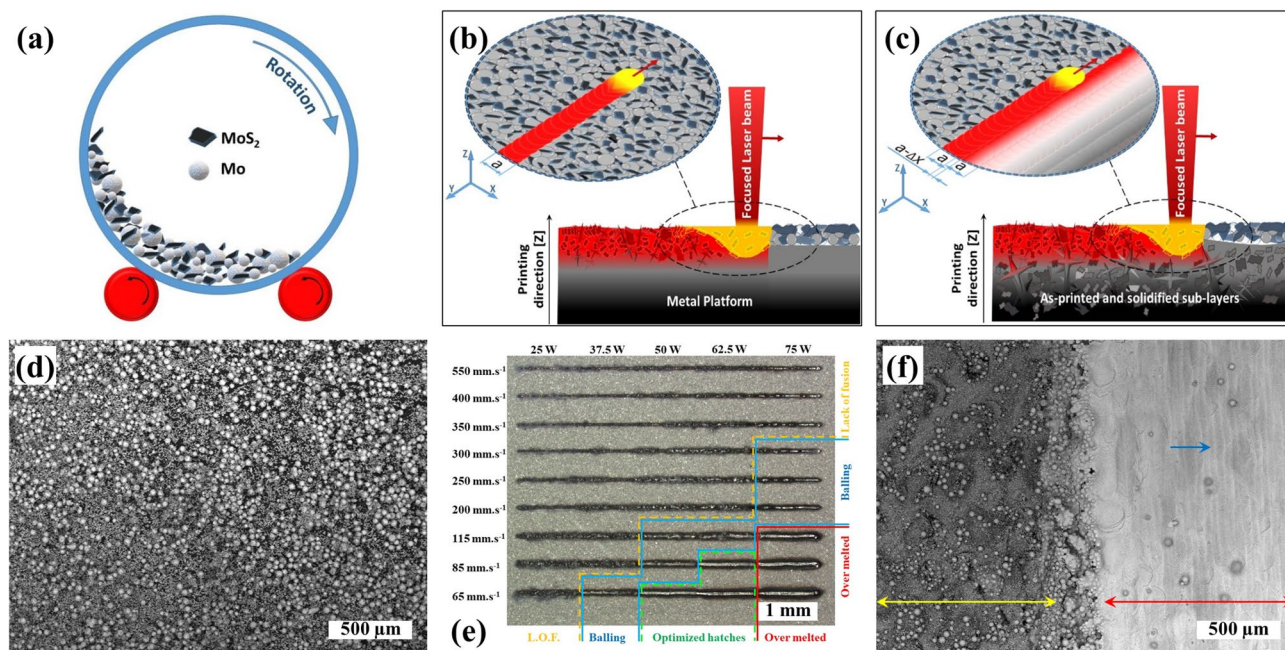 (a)
Rotation
MoS₂
Mo
(b)
Focused Laser beam
a
Z
Y
X
Printing
direction [Z]
Metal Platform
(c)
Focused Laser beam
a-ΔX
a
a
Z
Y
X
Printing
direction [Z]
As-printed and solidified sub-layers
(d)
500 µm
25 W 37.5 W 50 W 62.5 W 75 W
550 mm.s⁻¹
400 mm.s⁻¹
350 mm.s⁻¹
300 mm.s⁻¹
250 mm.s⁻¹
200 mm.s⁻¹
115 mm.s⁻¹
85 mm.s⁻¹
65 mm.s⁻¹
Lack of fusion
Balling
Over melted
1 mm
(e)
L.O.F. Balling Optimized hatches Over melted
(f)
500 µm